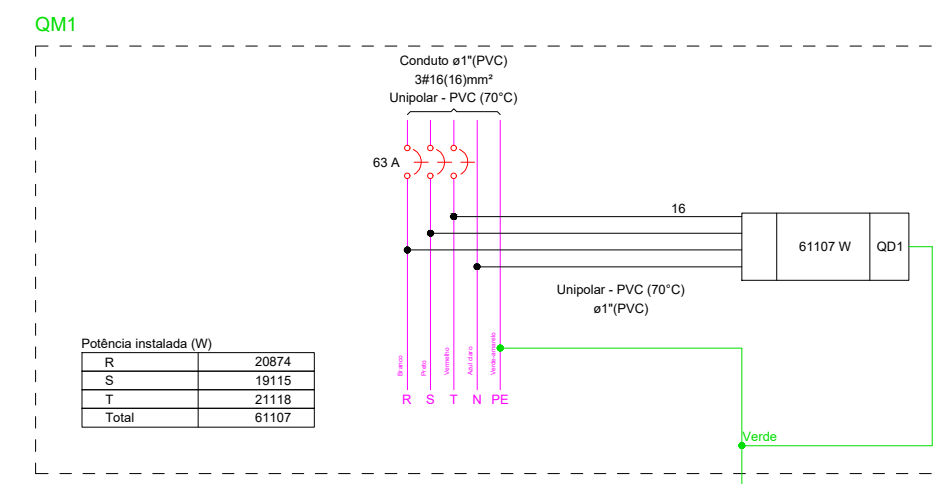 QM1
Conduto ø1"(PVC)
3#16(16)mm²
Unipolar - PVC (70°C)
63 A
16
61107 W
QD1
Unipolar - PVC (70°C)
ø1"(PVC)
Potência instalada (W)
R 20874
S 19115
T 21118
Total 61107
Branco
Preto
Vermelho
Azul claro
Verde-amarelo
R S T N PE
Verde